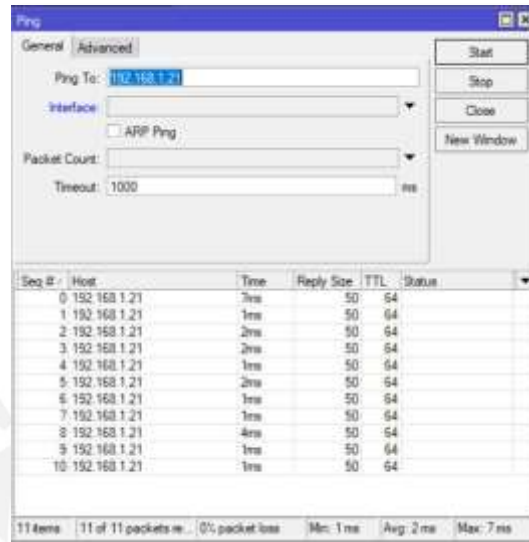 Ping
General Advanced
Start
Ping To: 192.168.1.21
Stop
Interface:
Close
ARP Ping
New Window
Packet Count:
Timeout: 1000 ms
Seq # Host Time Reply Size TTL Status
0 192.168.1.21 7ms 50 64
1 192.168.1.21 1ms 50 64
2 192.168.1.21 2ms 50 64
3 192.168.1.21 2ms 50 64
4 192.168.1.21 1ms 50 64
5 192.168.1.21 2ms 50 64
6 192.168.1.21 1ms 50 64
7 192.168.1.21 1ms 50 64
8 192.168.1.21 4ms 50 64
9 192.168.1.21 1ms 50 64
10 192.168.1.21 1ms 50 64
11 items 11 of 11 packets re... 0% packet loss Min: 1 ms Avg: 2 ms Max: 7 ms